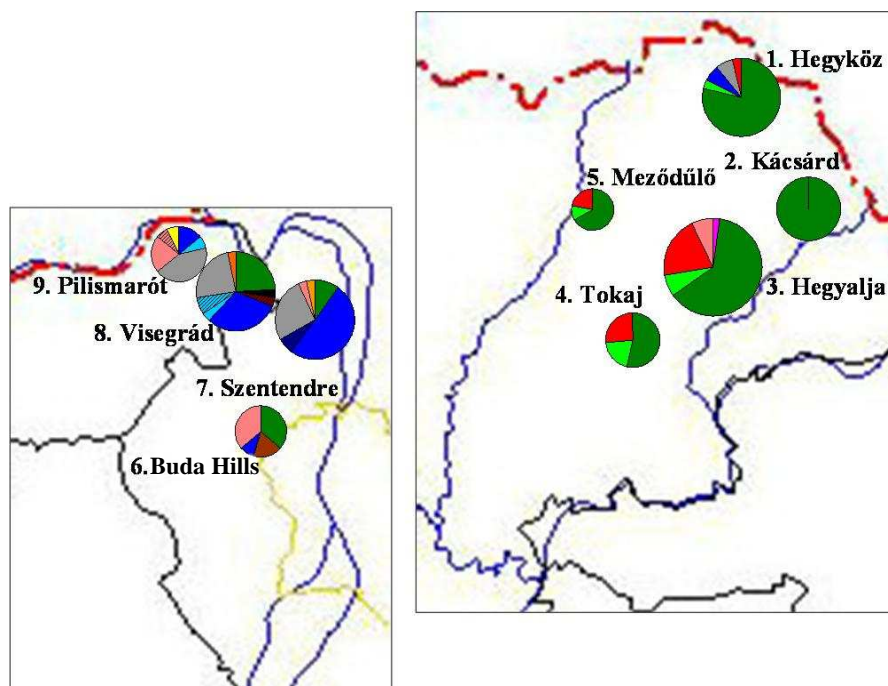 1. Hegyköz
2. Kácsárd
5. Meződűlő
3. Hegyalja
4. Tokaj
9. Pilismarót
8. Visegrád
7. Szentendre
6. Buda Hills